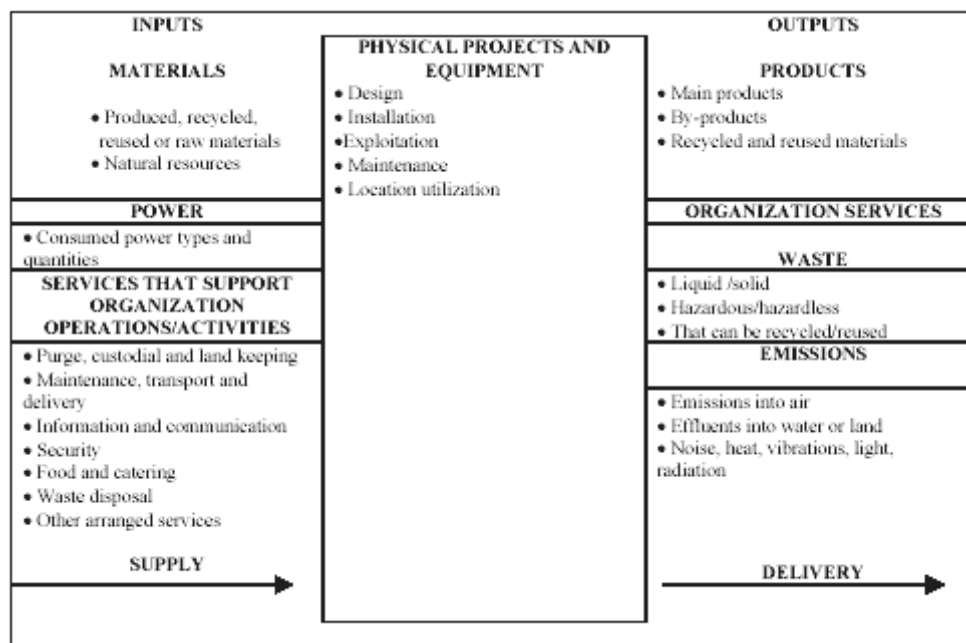 INPUTS
MATERIALS
• Produced, recycled,
reused or raw materials
• Natural resources
POWER
• Consumed power types and
quantities
SERVICES THAT SUPPORT
ORGANIZATION
OPERATIONS/ACTIVITIES
• Purge, custodial and land keeping
• Maintenance, transport and
delivery
• Information and communication
• Security
• Food and catering
• Waste disposal
• Other arranged services
SUPPLY
PHYSICAL PROJECTS AND
EQUIPMENT
• Design
• Installation
•Exploitation
• Maintenance
• Location utilization
OUTPUTS
PRODUCTS
• Main products
• By-products
• Recycled and reused materials
ORGANIZATION SERVICES
WASTE
• Liquid /solid
• Hazardous/hazardless
• That can be recycled/reused
EMISSIONS
• Emissions into air
• Effluents into water or land
• Noise, heat, vibrations, light,
radiation
DELIVERY